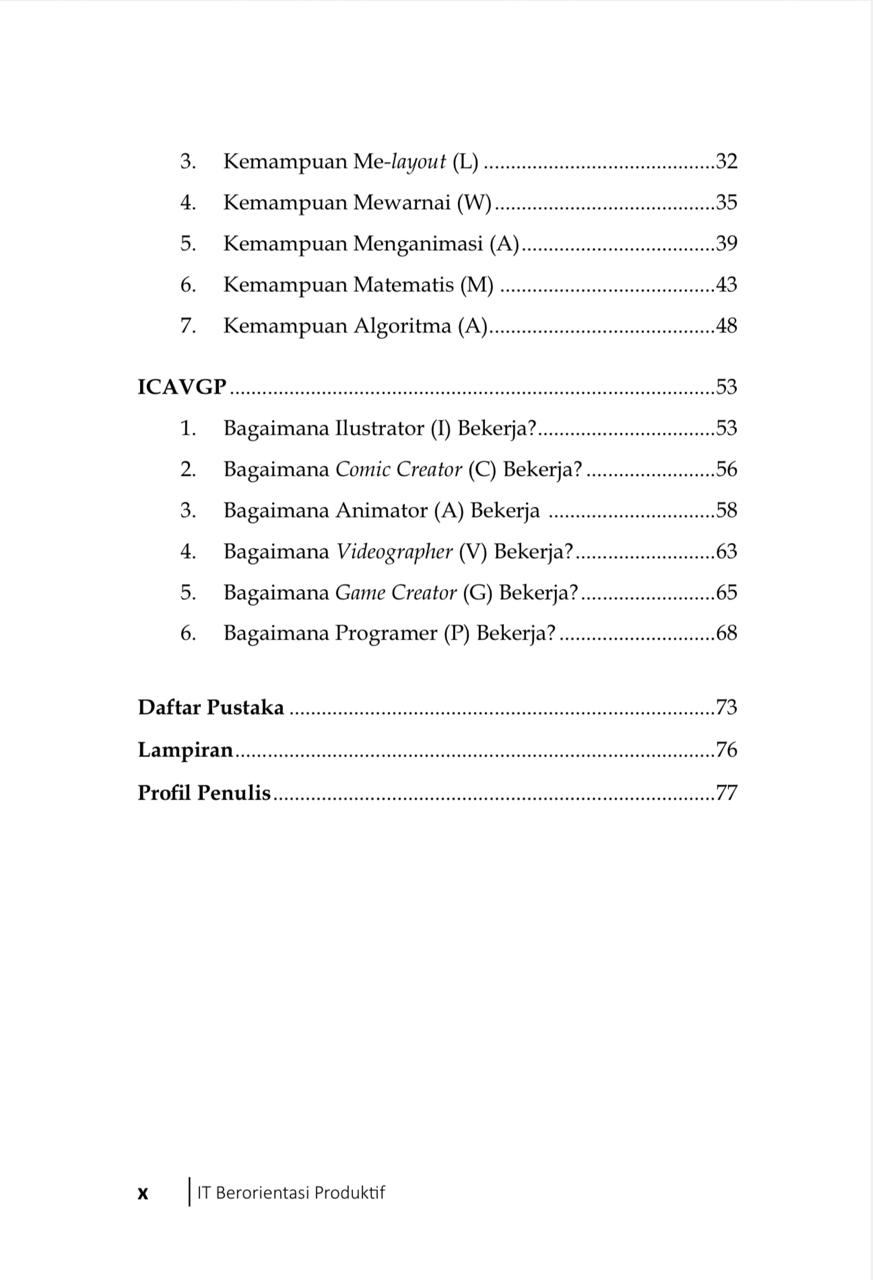 3. Kemampuan Me-layout (L) ...........................................32
4. Kemampuan Mewarnai (W).........................................35
5. Kemampuan Menganimasi (A)....................................39
6. Kemampuan Matematis (M) ........................................43
7. Kemampuan Algoritma (A)..........................................48
ICAVGP..........................................................................................53
1. Bagaimana Ilustrator (I) Bekerja?.................................53
2. Bagaimana Comic Creator (C) Bekerja?........................56
3. Bagaimana Animator (A) Bekerja ...............................58
4. Bagaimana Videographer (V) Bekerja?..........................63
5. Bagaimana Game Creator (G) Bekerja?.........................65
6. Bagaimana Programer (P) Bekerja?.............................68
Daftar Pustaka ...............................................................................73
Lampiran.........................................................................................76
Profil Penulis..................................................................................77
x | IT Berorientasi Produktif